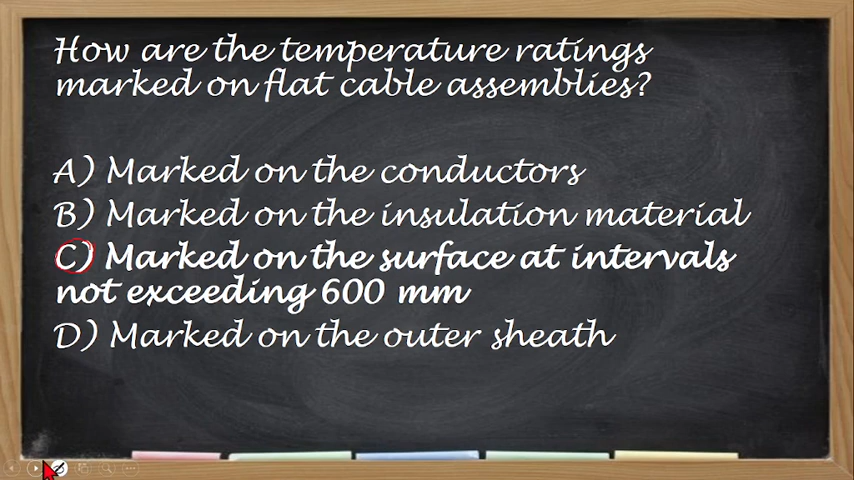 How are the temperature ratings
marked on flat cable assemblies?
A) Marked on the conductors
B) Marked on the insulation material
C) Marked on the surface at intervals
not exceeding 600 mm
D) Marked on the outer sheath